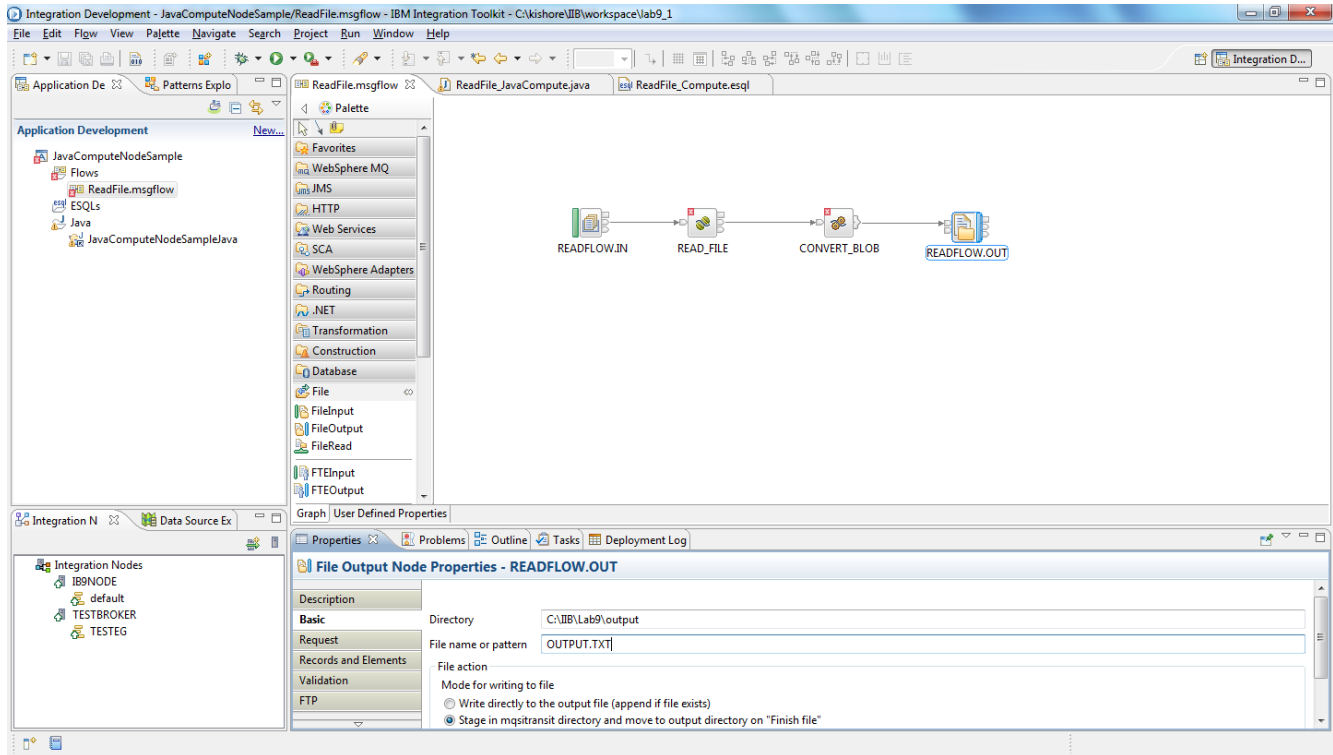 Integration Development - JavaComputeNodeSample/ReadFile.msgflow - IBM Integration Toolkit - C:\kishore\IIB\workspace\lab9_1
File Edit Flow View Palette Navigate Search Project Run Window Help
Integration D...
Application De
Patterns Explo
Application Development
New...
JavaComputeNodeSample
Flows
ReadFile.msgflow
ESQLs
Java
JavaComputeNodeSampleJava
ReadFile.msgflow
ReadFile_JavaCompute.java
ReadFile_Compute.esql
Palette
Favorites
WebSphere MQ
JMS
HTTP
Web Services
SCA
WebSphere Adapters
Routing
.NET
Transformation
Construction
Database
File
FileInput
FileOutput
FileRead
FTEInput
FTEOutput
READFLOW.IN
READ_FILE
CONVERT_BLOB
READFLOW.OUT
Graph
User Defined Properties
Integration N
Data Source Ex
Integration Nodes
IB9NODE
default
TESTBROKER
TESTEG
Properties
Problems
Outline
Tasks
Deployment Log
File Output Node Properties - READFLOW.OUT
Description
Basic
Request
Records and Elements
Validation
FTP
Directory
C:\IIB\Lab9\output
File name or pattern
OUTPUT.TXT
File action
Mode for writing to file
Write directly to the output file (append if file exists)
Stage in mqsitransit directory and move to output directory on "Finish file"